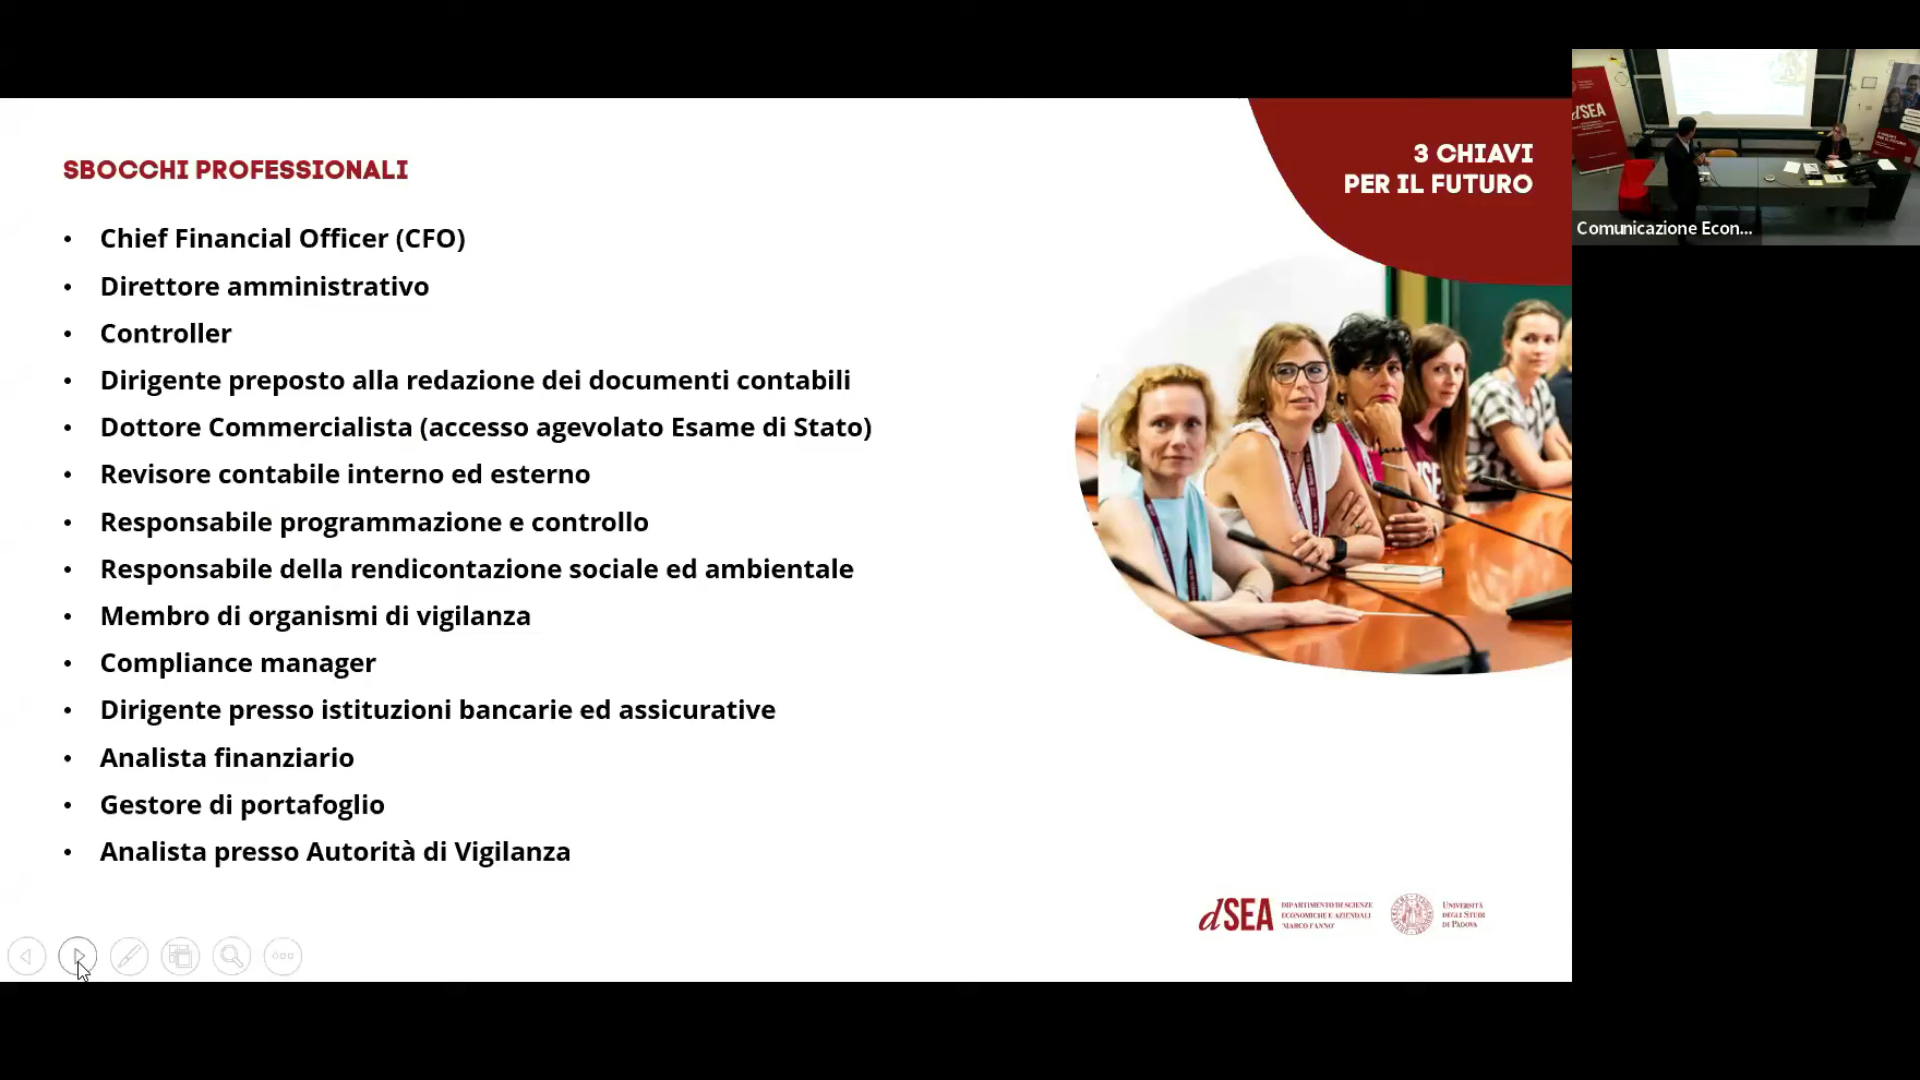 SBOCCHI PROFESSIONALI
3 CHIAVI
PER IL FUTURO
• Chief Financial Officer (CFO)
• Direttore amministrativo
• Controller
• Dirigente preposto alla redazione dei documenti contabili
• Dottore Commercialista (accesso agevolato Esame di Stato)
• Revisore contabile interno ed esterno
• Responsabile programmazione e controllo
• Responsabile della rendicontazione sociale ed ambientale
• Membro di organismi di vigilanza
• Compliance manager
• Dirigente presso istituzioni bancarie ed assicurative
• Analista finanziario
• Gestore di portafoglio
• Analista presso Autorità di Vigilanza
dSEA
DIPARTIMENTO DI SCIENZE
ECONOMICHE E AZIENDALI
'MARCO FANNO'
UNIVERSITÀ
DEGLI STUDI
DI PADOVA
dSEA
Comunicazione Econ...